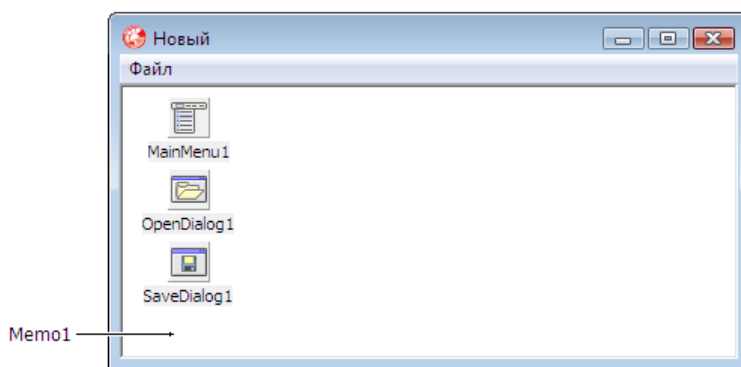 Новый
Файл
MainMenu1
OpenDialog1
SaveDialog1
Memo1